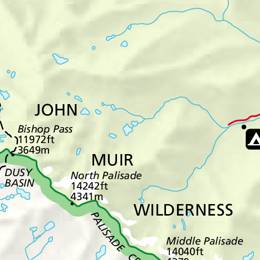 JOHN
Bishop Pass
11972ft
3649m
MUIR
DUSY
BASIN
North Palisade
14242ft
4341m
WILDERNESS
PALISADE
Middle Palisade
14040ft